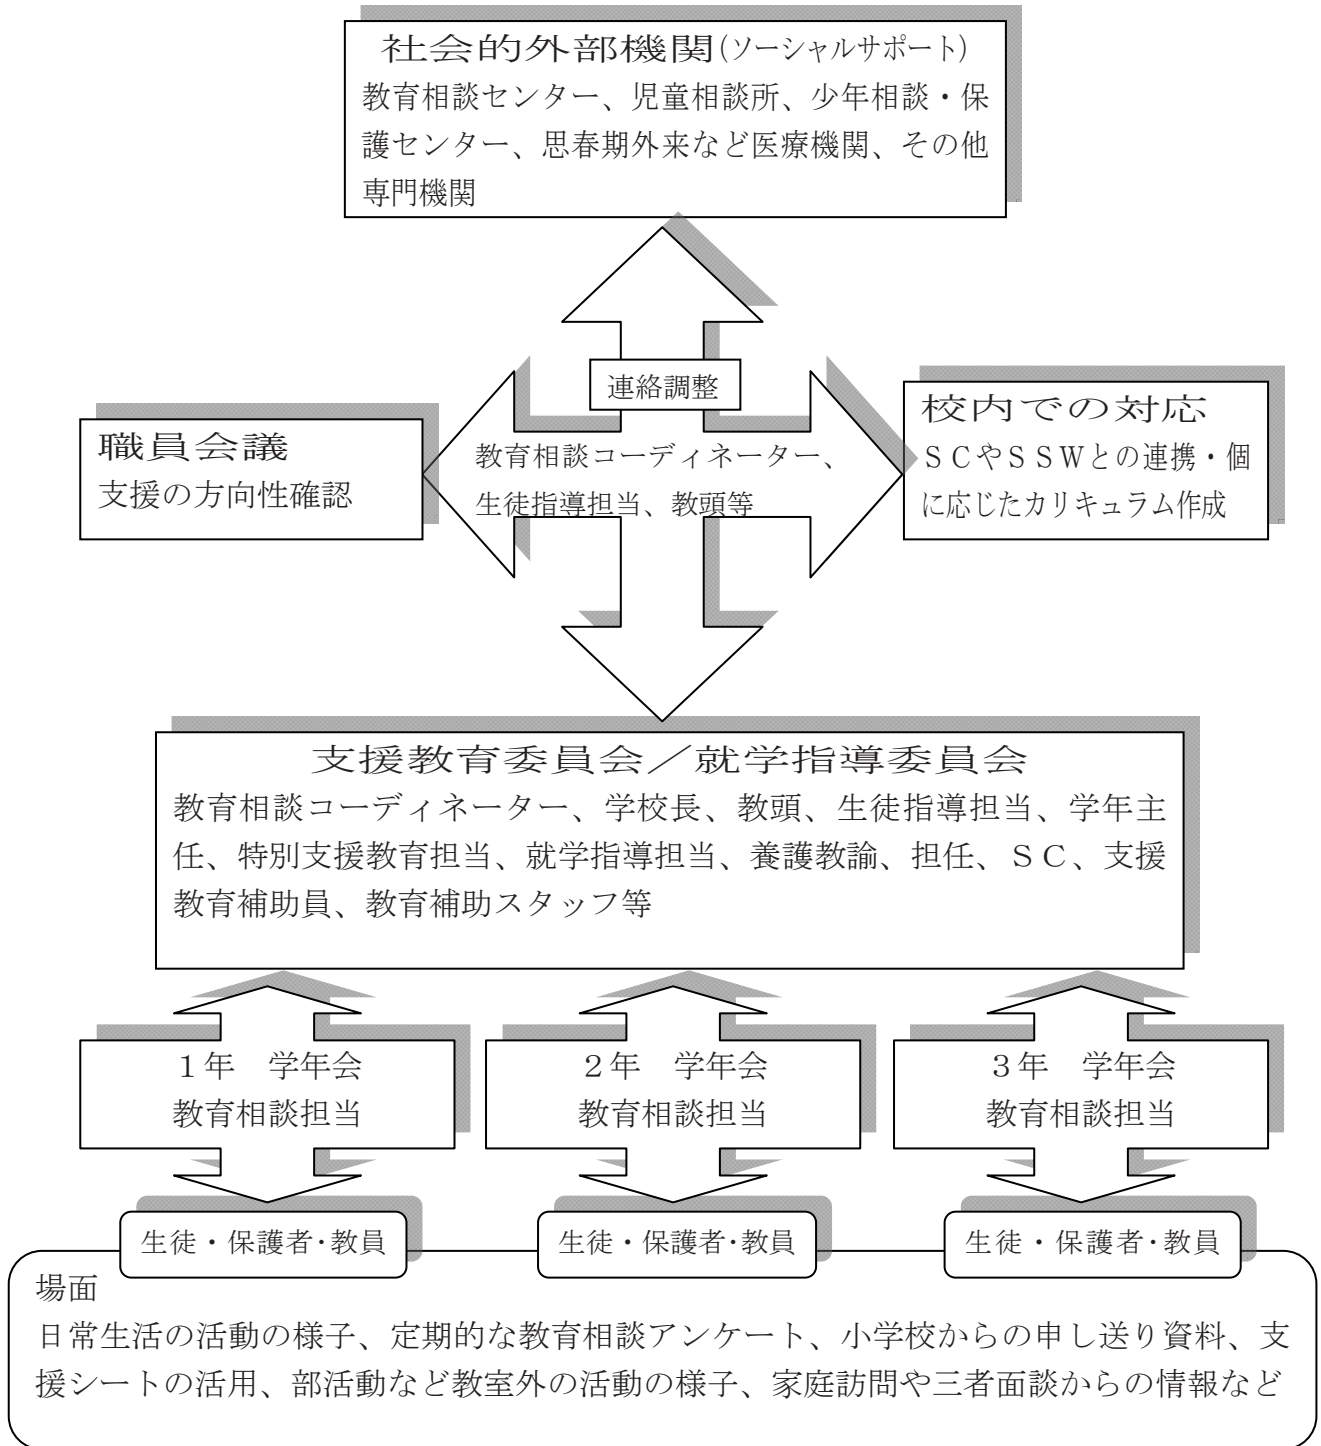 社会的外部機関(ソーシャルサポート)
教育相談センター、児童相談所、少年相談・保
護センター、思春期外来など医療機関、その他
専門機関
連絡調整
職員会議
支援の方向性確認
教育相談コーディネーター、
生徒指導担当、教頭等
校内での対応
ＳＣやＳＳＷとの連携・個
に応じたカリキュラム作成
支援教育委員会／就学指導委員会
教育相談コーディネーター、学校長、教頭、生徒指導担当、学年主
任、特別支援教育担当、就学指導担当、養護教諭、担任、ＳＣ、支援
教育補助員、教育補助スタッフ等
１年　学年会
教育相談担当
２年　学年会
教育相談担当
３年　学年会
教育相談担当
生徒・保護者・教員
生徒・保護者・教員
生徒・保護者・教員
場面
日常生活の活動の様子、定期的な教育相談アンケート、小学校からの申し送り資料、支
援シートの活用、部活動など教室外の活動の様子、家庭訪問や三者面談からの情報など